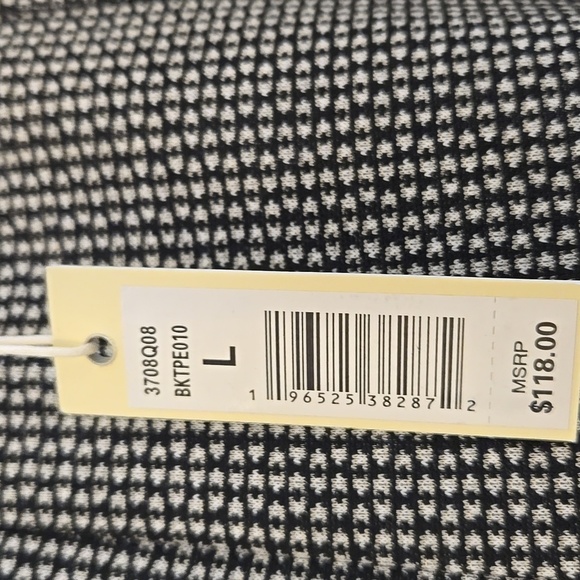 3708Q08
BKTPE010
L
1 96525 38287 2
MSRP
$118.00